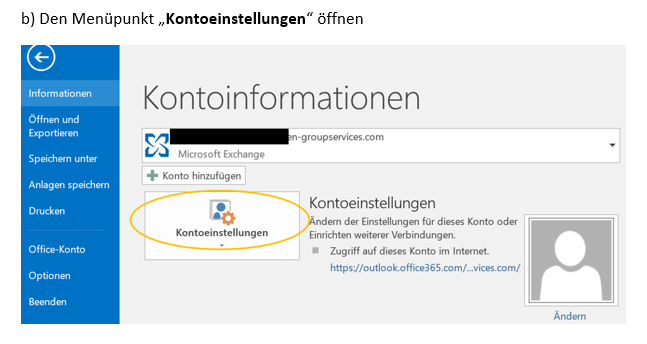 b) Den Menüpunkt „Kontoeinstellungen“ öffnen
Informationen
Öffnen und
Exportieren
Speichern unter
Anlagen speichern
Drucken
Office-Konto
Optionen
Beenden
Kontoinformationen
en-groupservices.com
Microsoft Exchange
Konto hinzufügen
Kontoeinstellungen
Kontoeinstellungen
Ändern der Einstellungen für dieses Konto oder
Einrichten weiterer Verbindungen.
Zugriff auf dieses Konto im Internet.
https://outlook.office365.com/...vices.com/
Ändern